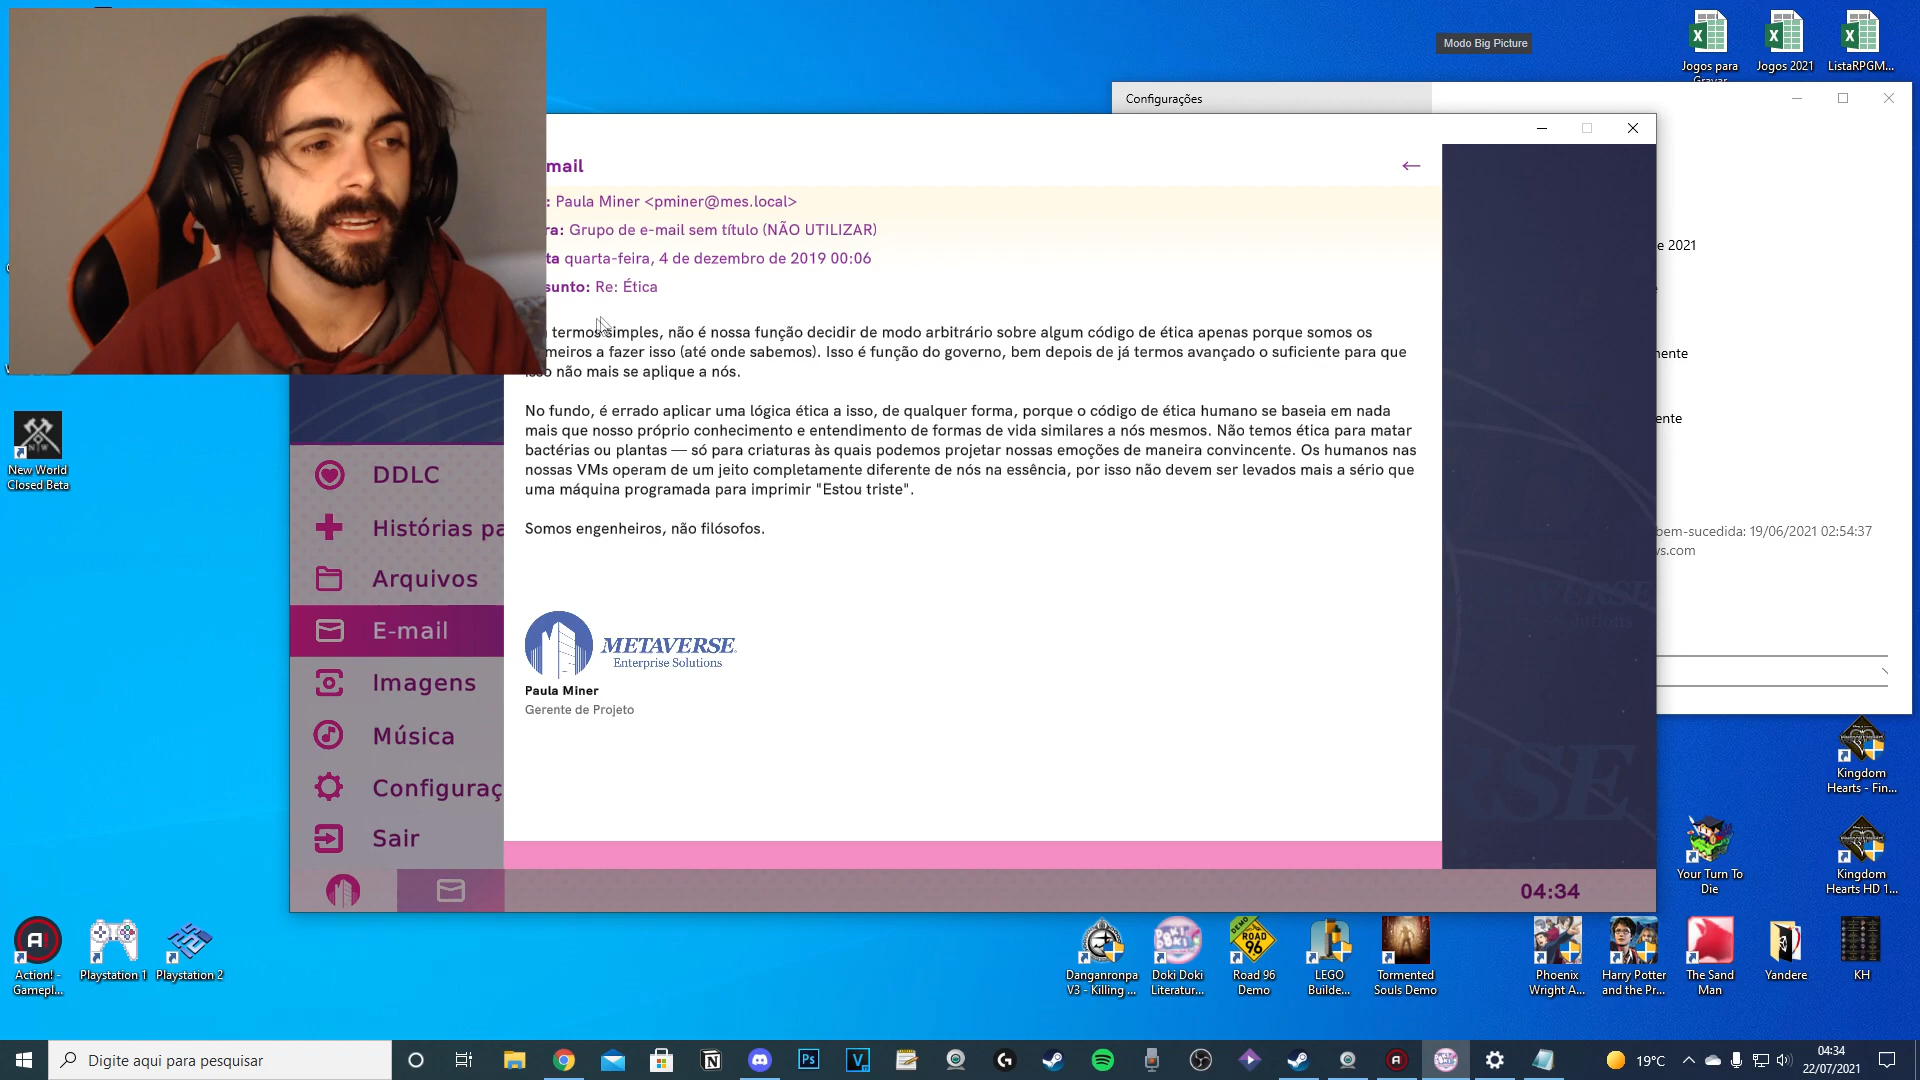 Modo Big Picture
Jogos para
Gravar
Jogos 2021
ListaRPGM...
Configurações
mail
: Paula Miner <pminer@mes.local>
ra: Grupo de e-mail sem título (NÃO UTILIZAR)
ta quarta-feira, 4 de dezembro de 2019 00:06
sunto: Re: Ética
termos simples, não é nossa função decidir de modo arbitrário sobre algum código de ética apenas porque somos os
meiros a fazer isso (até onde sabemos). Isso é função do governo, bem depois de já termos avançado o suficiente para que
isso não mais se aplique a nós.
No fundo, é errado aplicar uma lógica ética a isso, de qualquer forma, porque o código de ética humano se baseia em nada
mais que nosso próprio conhecimento e entendimento de formas de vida similares a nós mesmos. Não temos ética para matar
bactérias ou plantas — só para criaturas às quais podemos projetar nossas emoções de maneira convincente. Os humanos nas
nossas VMs operam de um jeito completamente diferente de nós na essência, por isso não devem ser levados mais a sério que
uma máquina programada para imprimir "Estou triste".
Somos engenheiros, não filósofos.
METAVERSE
Enterprise Solutions
Paula Miner
Gerente de Projeto
DDLC
Histórias pa
Arquivos
E-mail
Imagens
Música
Configuraç
Sair
04:34
e 2021
mente
ente
bem-sucedida: 19/06/2021 02:54:37
ws.com
New World
Closed Beta
Action! -
Gamepl...
Playstation 1
Playstation 2
Kingdom
Hearts - Fin...
Your Turn To
Die
Kingdom
Hearts HD 1...
Danganronpa
V3 - Killing ...
Doki Doki
Literatur...
ROAD
96
Road 96
Demo
LEGO
Builde...
Tormented
Souls Demo
Phoenix
Wright A...
Harry Potter
and the Pr...
The Sand
Man
Yandere
KH
Digite aqui para pesquisar
19°C
04:34
22/07/2021